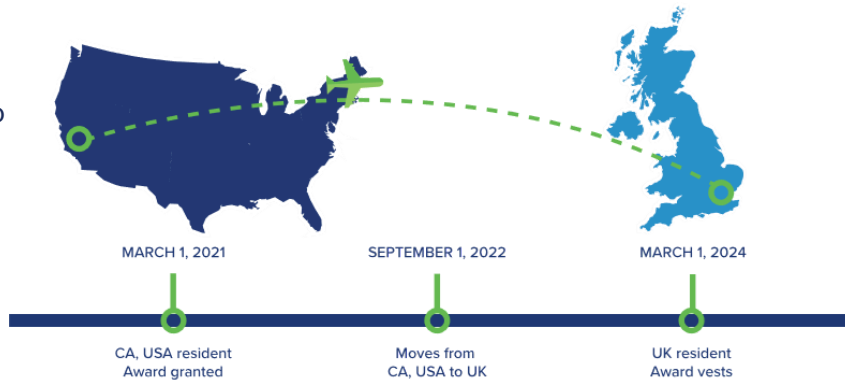 MARCH 1, 2021
SEPTEMBER 1, 2022
MARCH 1, 2024
CA, USA resident
Award granted
Moves from
CA, USA to UK
UK resident
Award vests